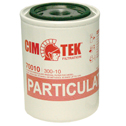 CIM TEK
FILTRATION
70010 300-10
PARTICULA